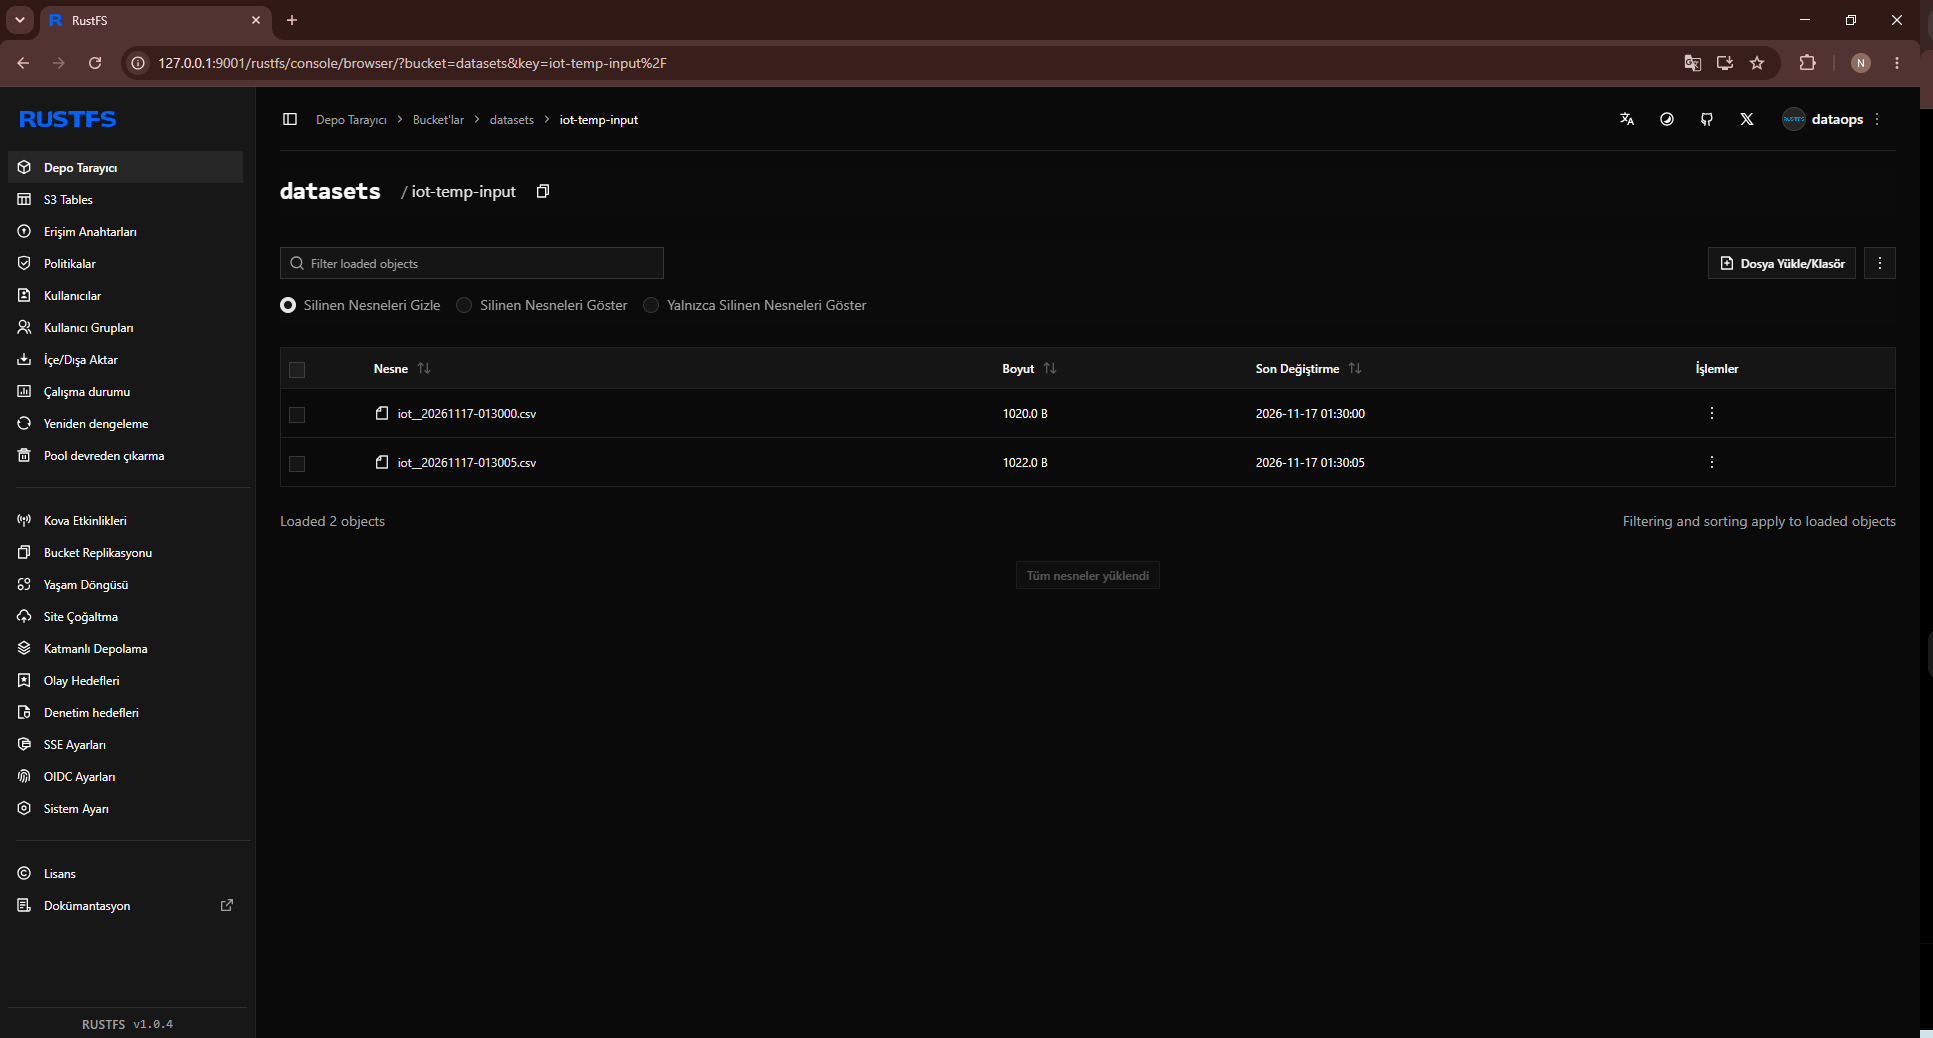 RustFS
127.0.0.1:9001/rustfs/console/browser/?bucket=datasets&key=iot-temp-input%2F
N
RUSTFS
Depo Tarayıcı
S3 Tables
Erişim Anahtarları
Politikalar
Kullanıcılar
Kullanıcı Grupları
İçe/Dışa Aktar
Çalışma durumu
Yeniden dengeleme
Pool devreden çıkarma
Kova Etkinlikleri
Bucket Replikasyonu
Yaşam Döngüsü
Site Çoğaltma
Katmanlı Depolama
Olay Hedefleri
Denetim hedefleri
SSE Ayarları
OIDC Ayarları
Sistem Ayarı
Lisans
Dokümantasyon
RUSTFS v1.0.4
Depo Tarayıcı > Bucket'lar > datasets > iot-temp-input
RUSTFS dataops
datasets / iot-temp-input
Filter loaded objects
Dosya Yükle/Klasör
Silinen Nesneleri Gizle Silinen Nesneleri Göster Yalnızca Silinen Nesneleri Göster
Nesne Boyut Son Değiştirme İşlemler
iot_20261117-013000.csv 1020.0 B 2026-11-17 01:30:00
iot_20261117-013005.csv 1022.0 B 2026-11-17 01:30:05
Loaded 2 objects Filtering and sorting apply to loaded objects
Tüm nesneler yüklendi